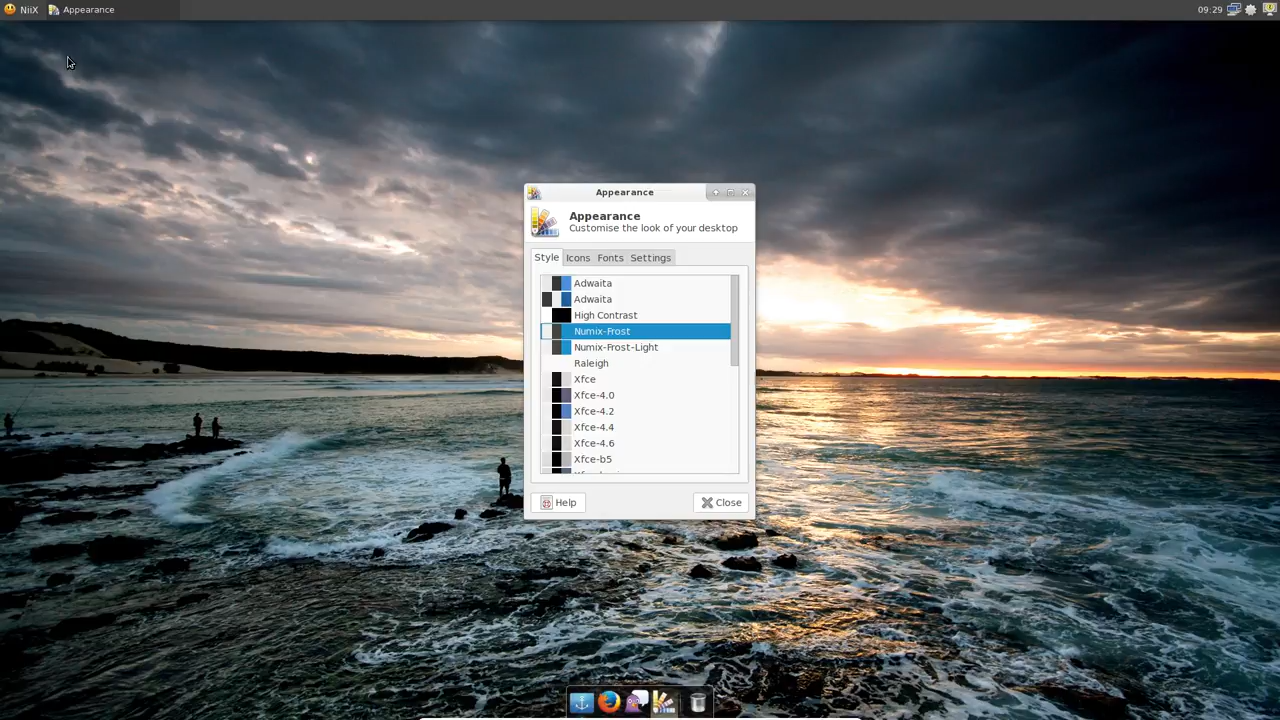 NiiX
Appearance
09:29
Appearance
Appearance
Customise the look of your desktop
Style Icons Fonts Settings
Adwaita
Adwaita
High Contrast
Numix-Frost
Numix-Frost-Light
Raleigh
Xfce
Xfce-4.0
Xfce-4.2
Xfce-4.4
Xfce-4.6
Xfce-b5
Help
Close